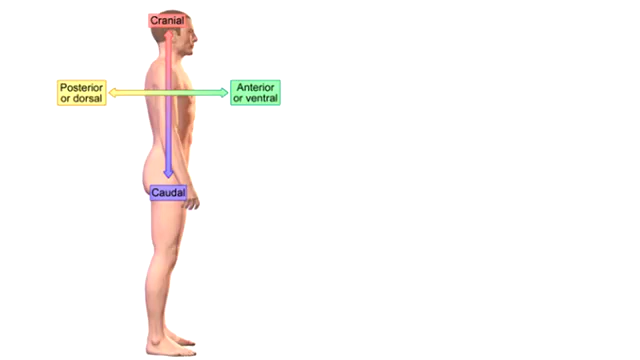 Cranial
Posterior
or dorsal
Anterior
or ventral
Caudal